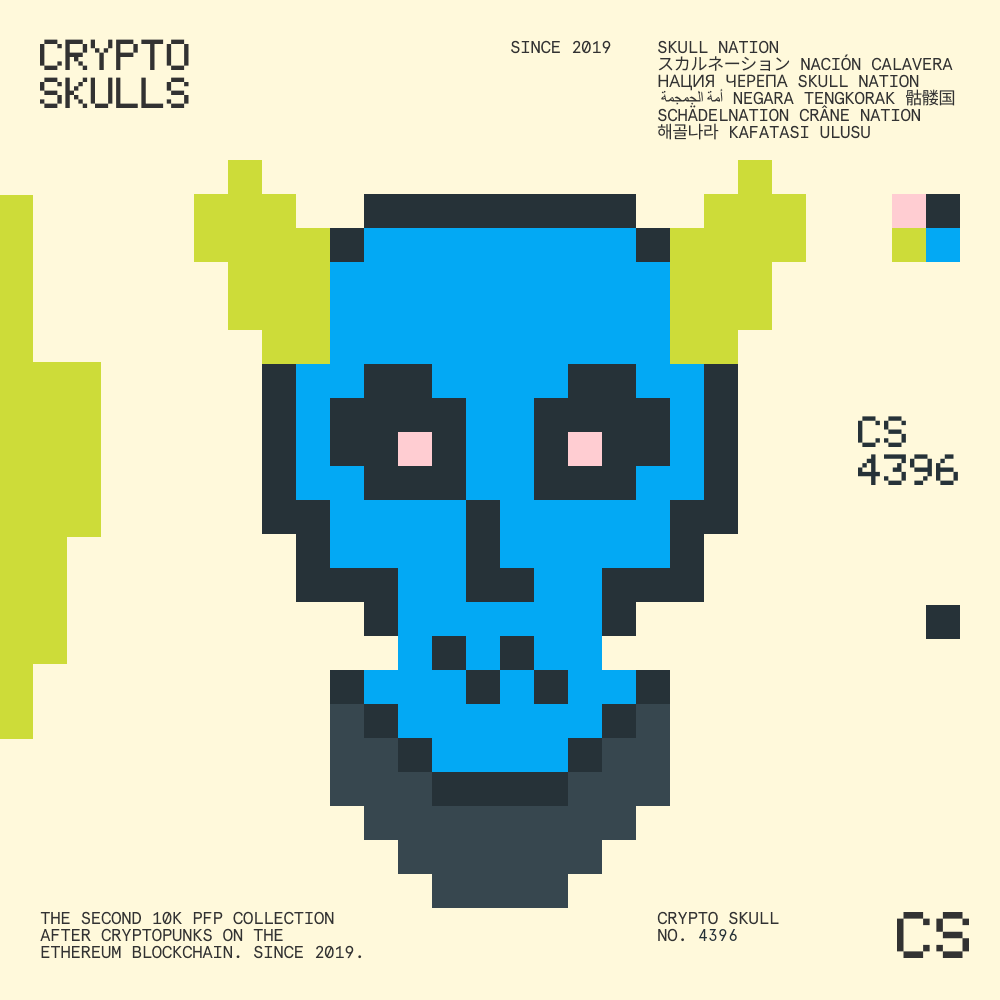 CRYPTO
SKULLS
SINCE 2019
SKULL NATION
スカルネーション NACIÓN CALAVERA
НАЦИЯ ЧЕРЕПА SKULL NATION
أمة الجمجمة NEGARA TENGKORAK 骷髅国
SCHÄDELNATION CRÂNE NATION
해골나라 KAFATASI ULUSU
CS
4396
THE SECOND 10K PFP COLLECTION
AFTER CRYPTOPUNKS ON THE
ETHEREUM BLOCKCHAIN. SINCE 2019.
CRYPTO SKULL
NO. 4396
CS